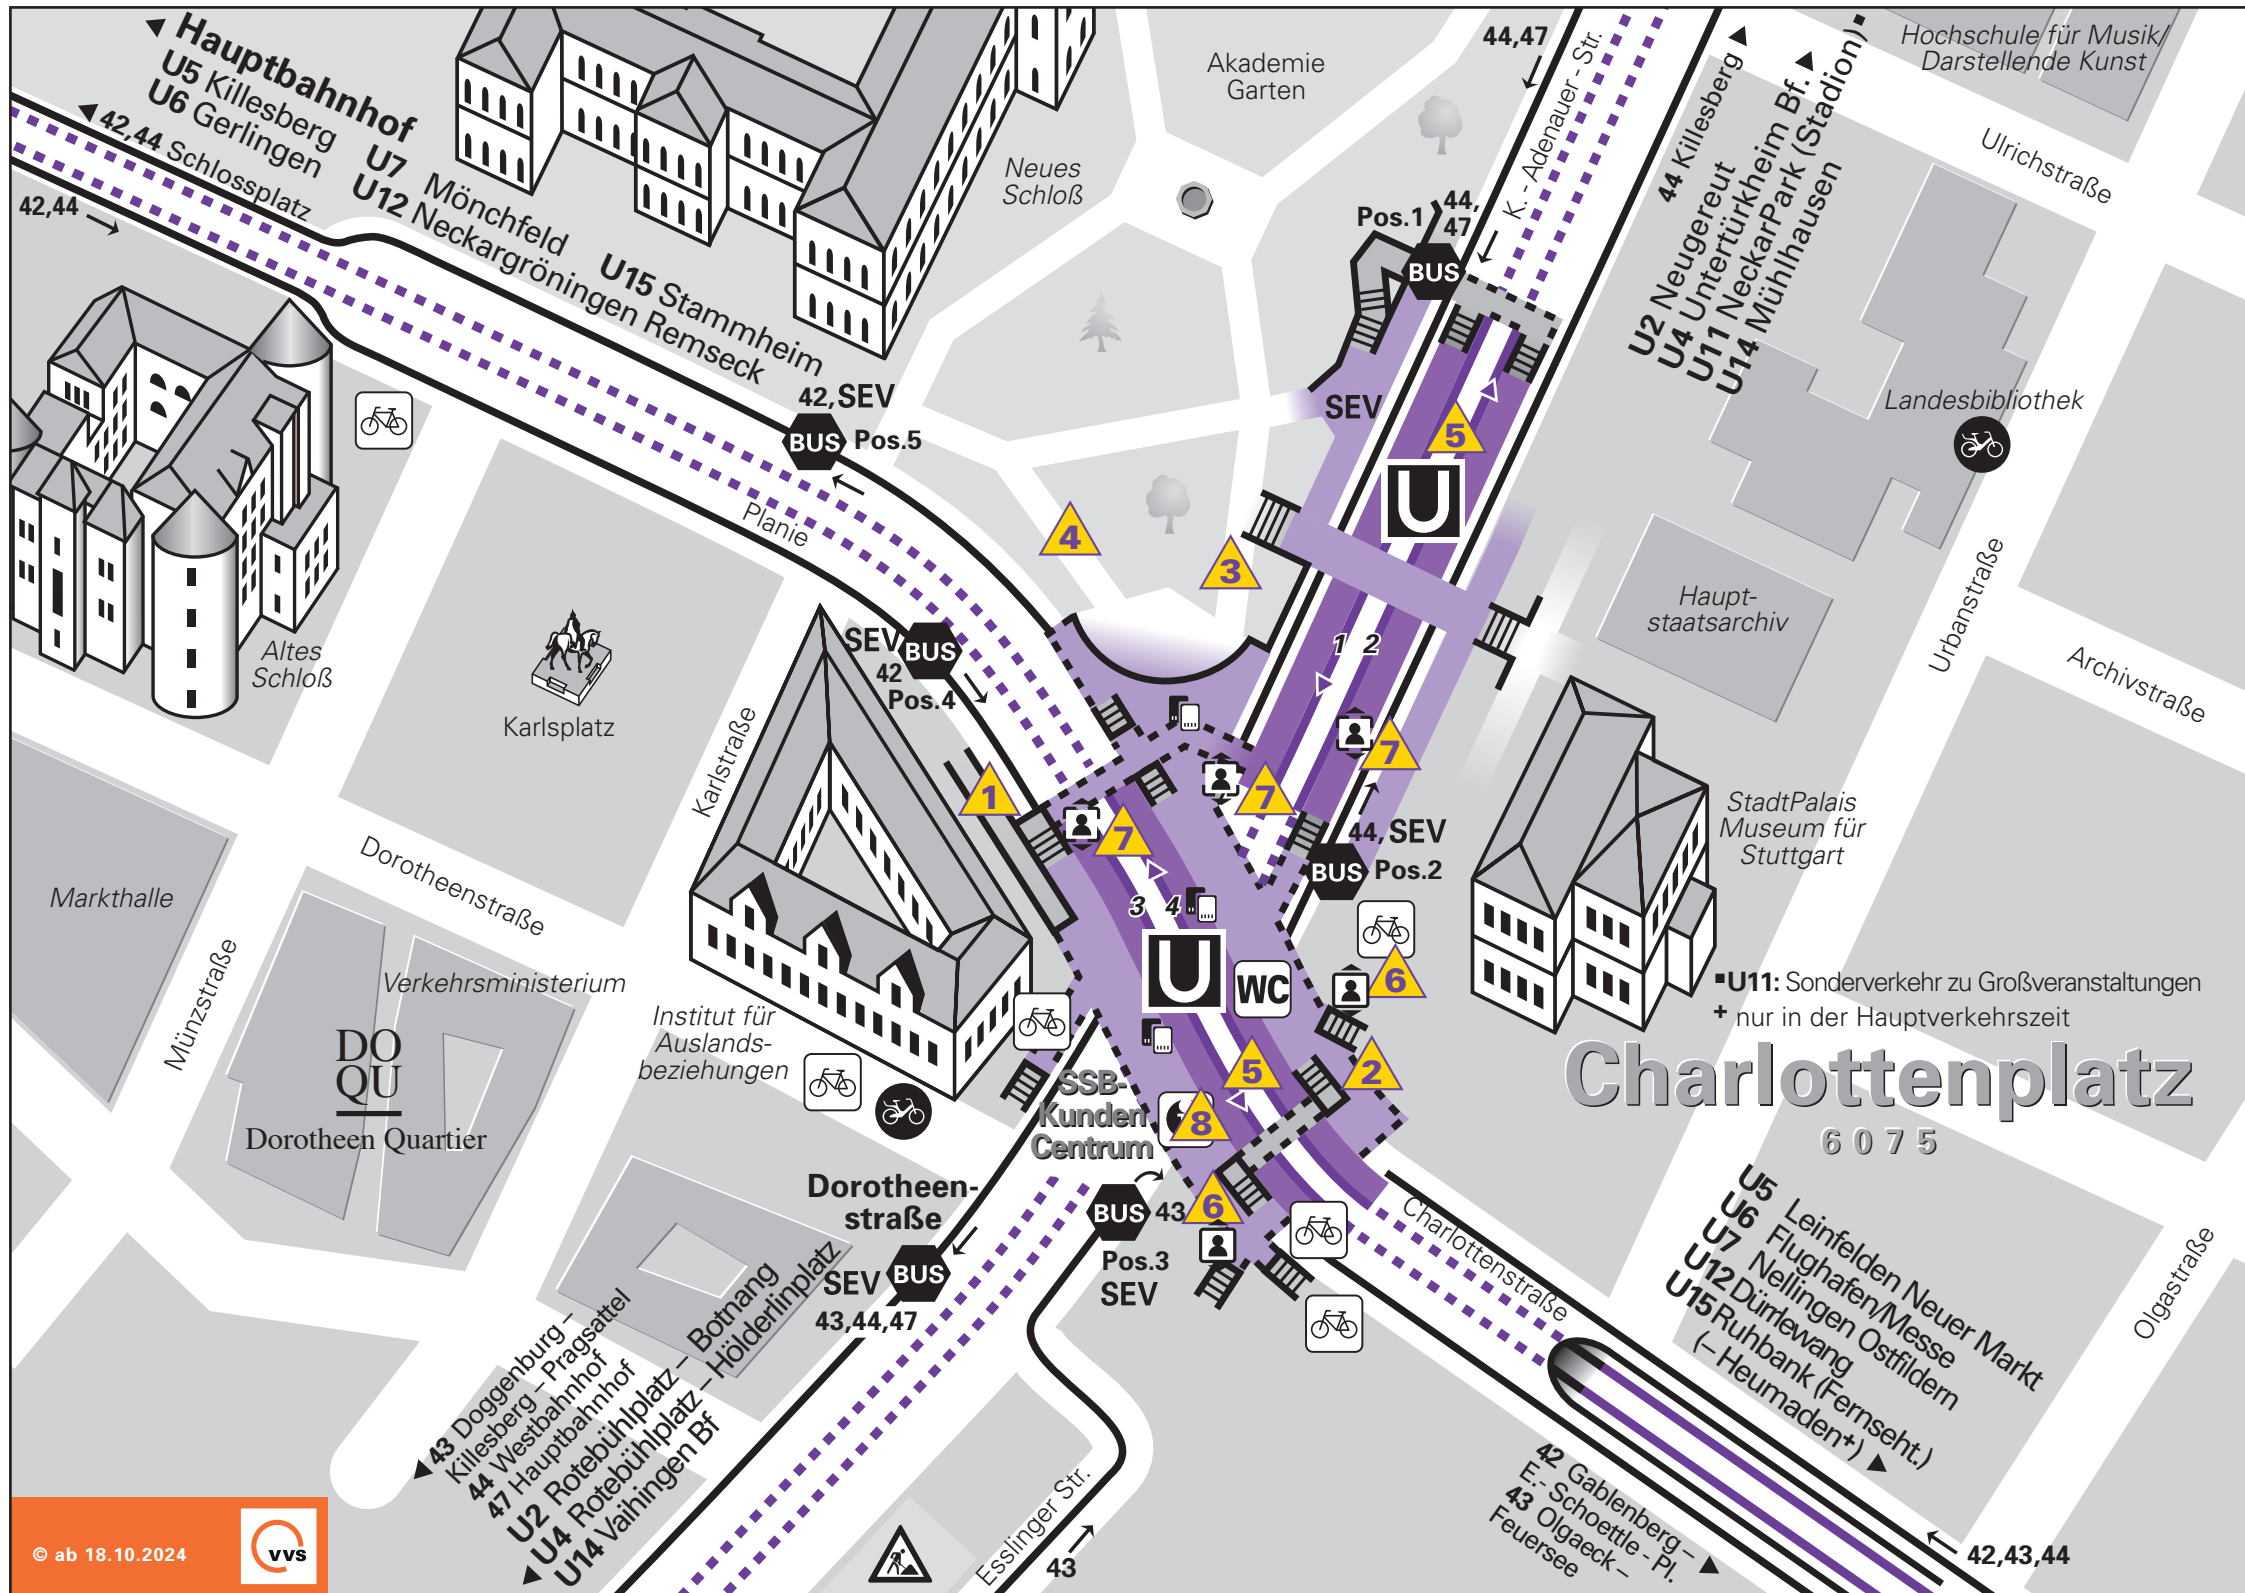 Hauptbahnhof
U5 Killesberg
U6 Gerlingen
42,44 Schlossplatz
U7 Mönchfeld
U12 Neckargröningen Remseck
U15 Stammheim
42,44
Neues
Schloß
Akademie
Garten
44,47
K.- Adenauer - Str.
44 Killesberg
U2 Neugereut
U4 Untertürkheim Bf.
U11 NeckarPark (Stadion)
U14 Mühlhausen
Hochschule für Musik/
Darstellende Kunst
Ulrichstraße
Pos.1
44,
47
BUS
SEV
5
U
Landesbibliothek
42, SEV
BUS
Pos.5
Planie
4
3
Haupt-
staatsarchiv
Urbanstraße
Archivstraße
Altes
Schloß
Karlsplatz
SEV
BUS
42
Pos.4
1 2
Karlstraße
1
7
7
7
44, SEV
BUS
Pos.2
StadtPalais
Museum für
Stuttgart
Markthalle
Dorotheenstraße
Münzstraße
Verkehrsministerium
DO
QU
Dorotheen Quartier
Institut für
Auslands-
beziehungen
3 4
U
WC
6
5
2
8
SSB-
Kunden
Centrum
U11: Sonderverkehr zu Großveranstaltungen
+ nur in der Hauptverkehrszeit
Charlottenplatz
6075
Dorotheen-
straße
SEV
BUS
43,44,47
BUS
43
6
Pos.3
SEV
Charlottenstraße
U5 Leinfelden Neuer Markt
U6 Flughafen/Messe
U7 Nellingen Ostfildern
U12 Dürrlewang
U15 Ruhbank (Fernseht.)
(– Heumaden+)
Olgastraße
43 Doggenburg –
Killesberg – Pragsattel
44 Westbahnhof
47 Hauptbahnhof
U2 Rotebühlplatz – Botnang
U4 Rotebühlplatz – Hölderlinplatz
U14 Vaihingen Bf
Esslinger Str.
43
42 Gablenberg –
E.- Schoettle - Pl.
43 Olgaeck –
Feuersee
42,43,44
© ab 18.10.2024
VVS